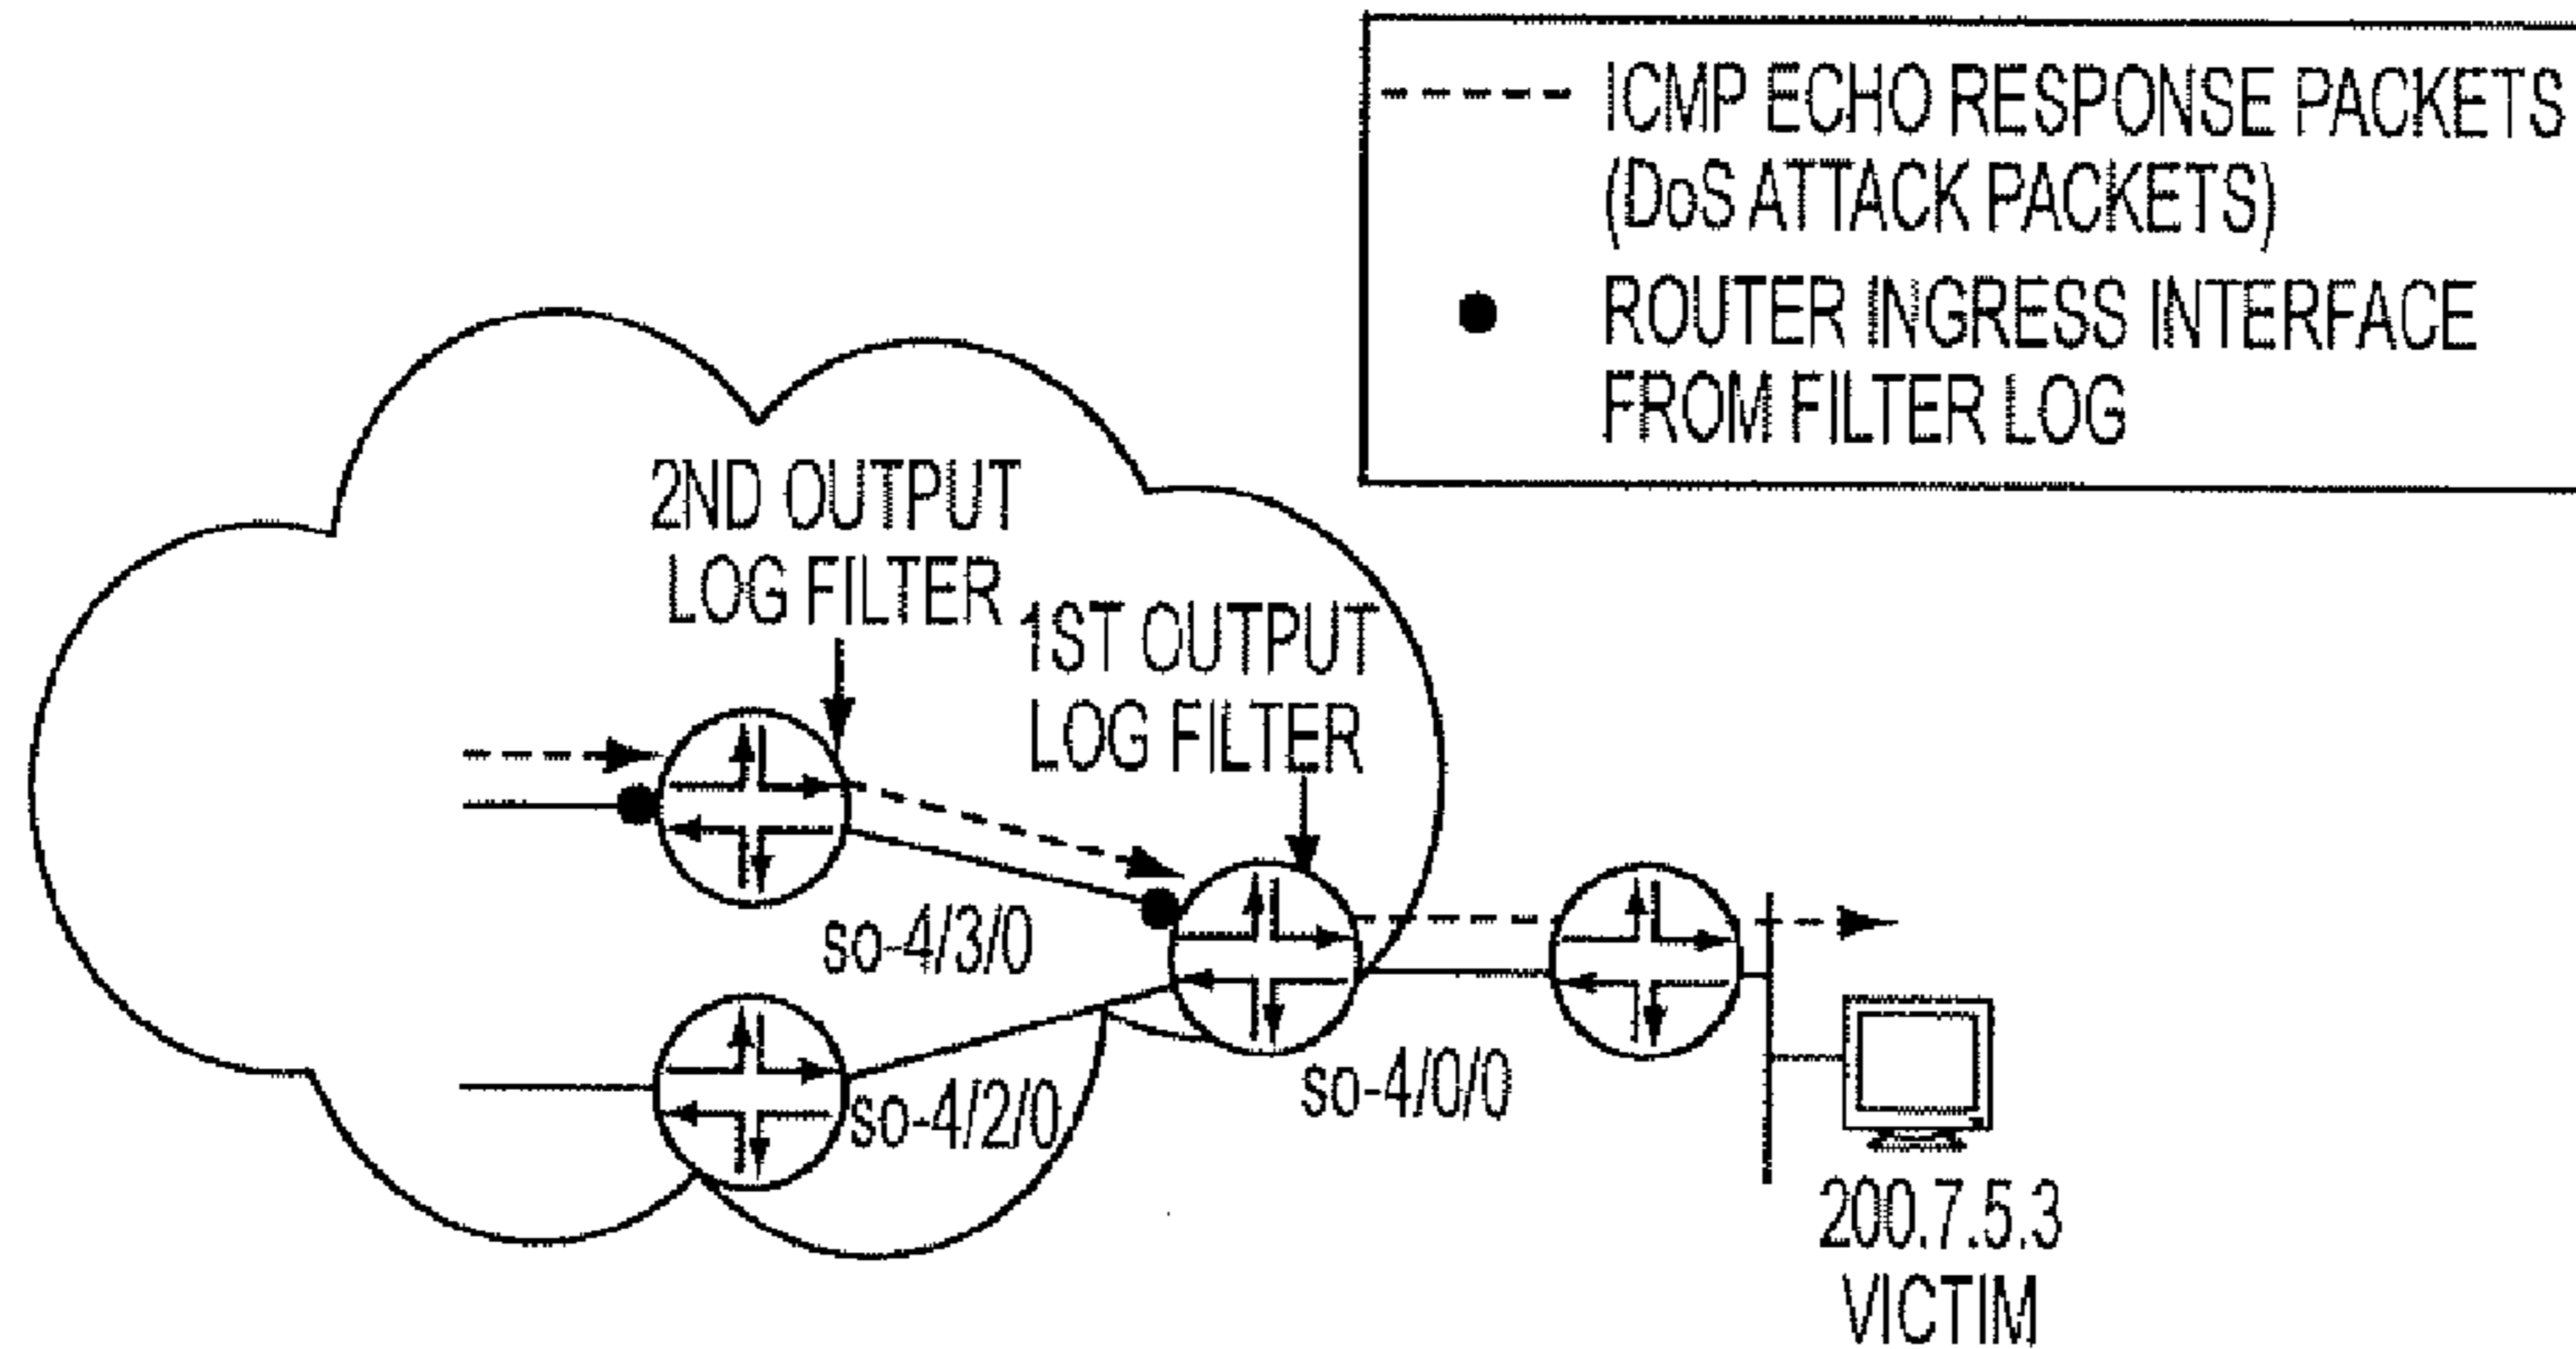 ICMP ECHO RESPONSE PACKETS
(DoS ATTACK PACKETS)
ROUTER INGRESS INTERFACE
FROM FILTER LOG
2ND OUTPUT
LOG FILTER
1ST OUTPUT
LOG FILTER
so-4/3/0
so-4/2/0
so-4/0/0
200.7.5.3
VICTIM